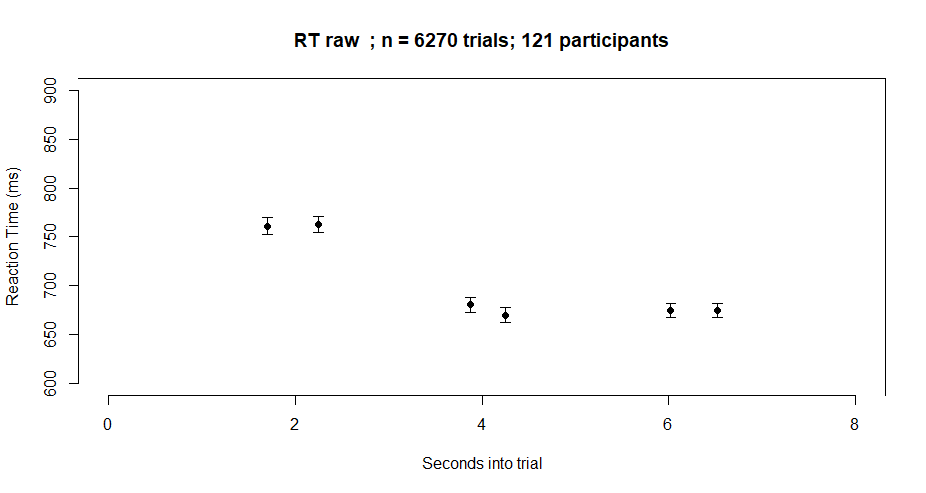 RT raw  ; n = 6270 trials; 121 participants
Reaction Time (ms)
900
850
800
750
700
650
600
0 2 4 6 8
Seconds into trial